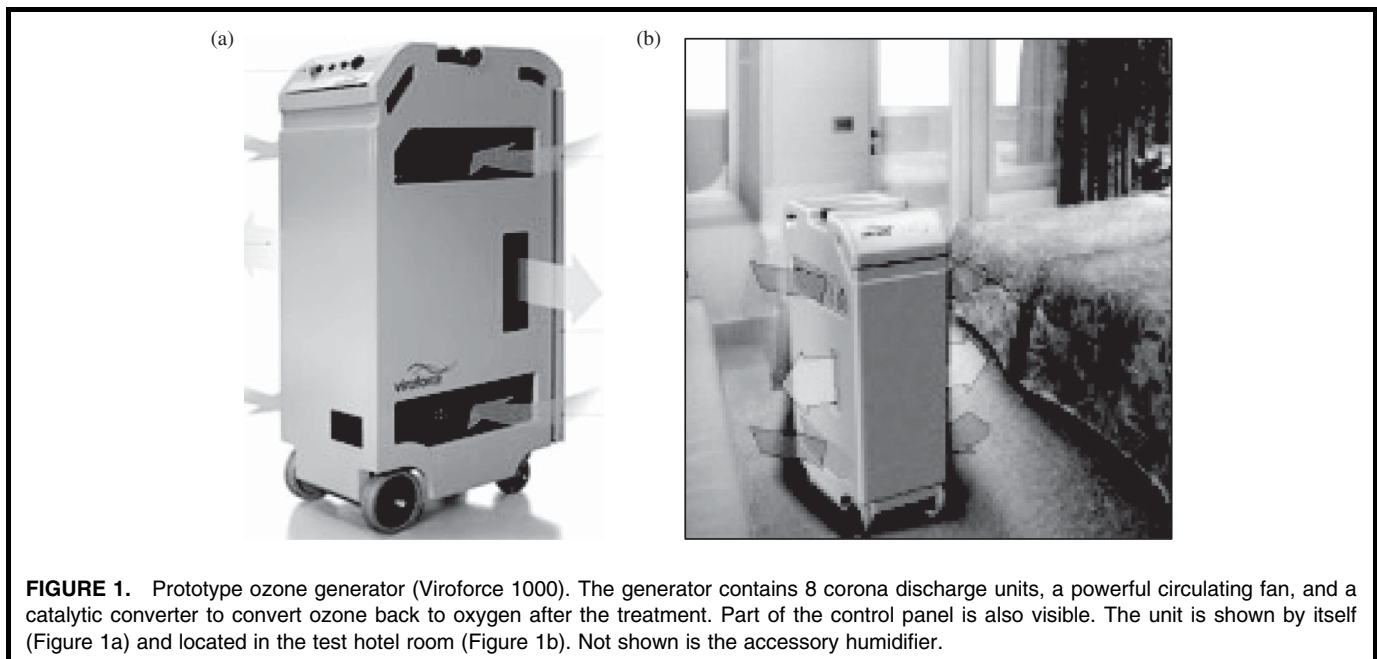 (a)
(b)
viroforce
FIGURE 1. Prototype ozone generator (Viroforce 1000). The generator contains 8 corona discharge units, a powerful circulating fan, and a
catalytic converter to convert ozone back to oxygen after the treatment. Part of the control panel is also visible. The unit is shown by itself
(Figure 1a) and located in the test hotel room (Figure 1b). Not shown is the accessory humidifier.